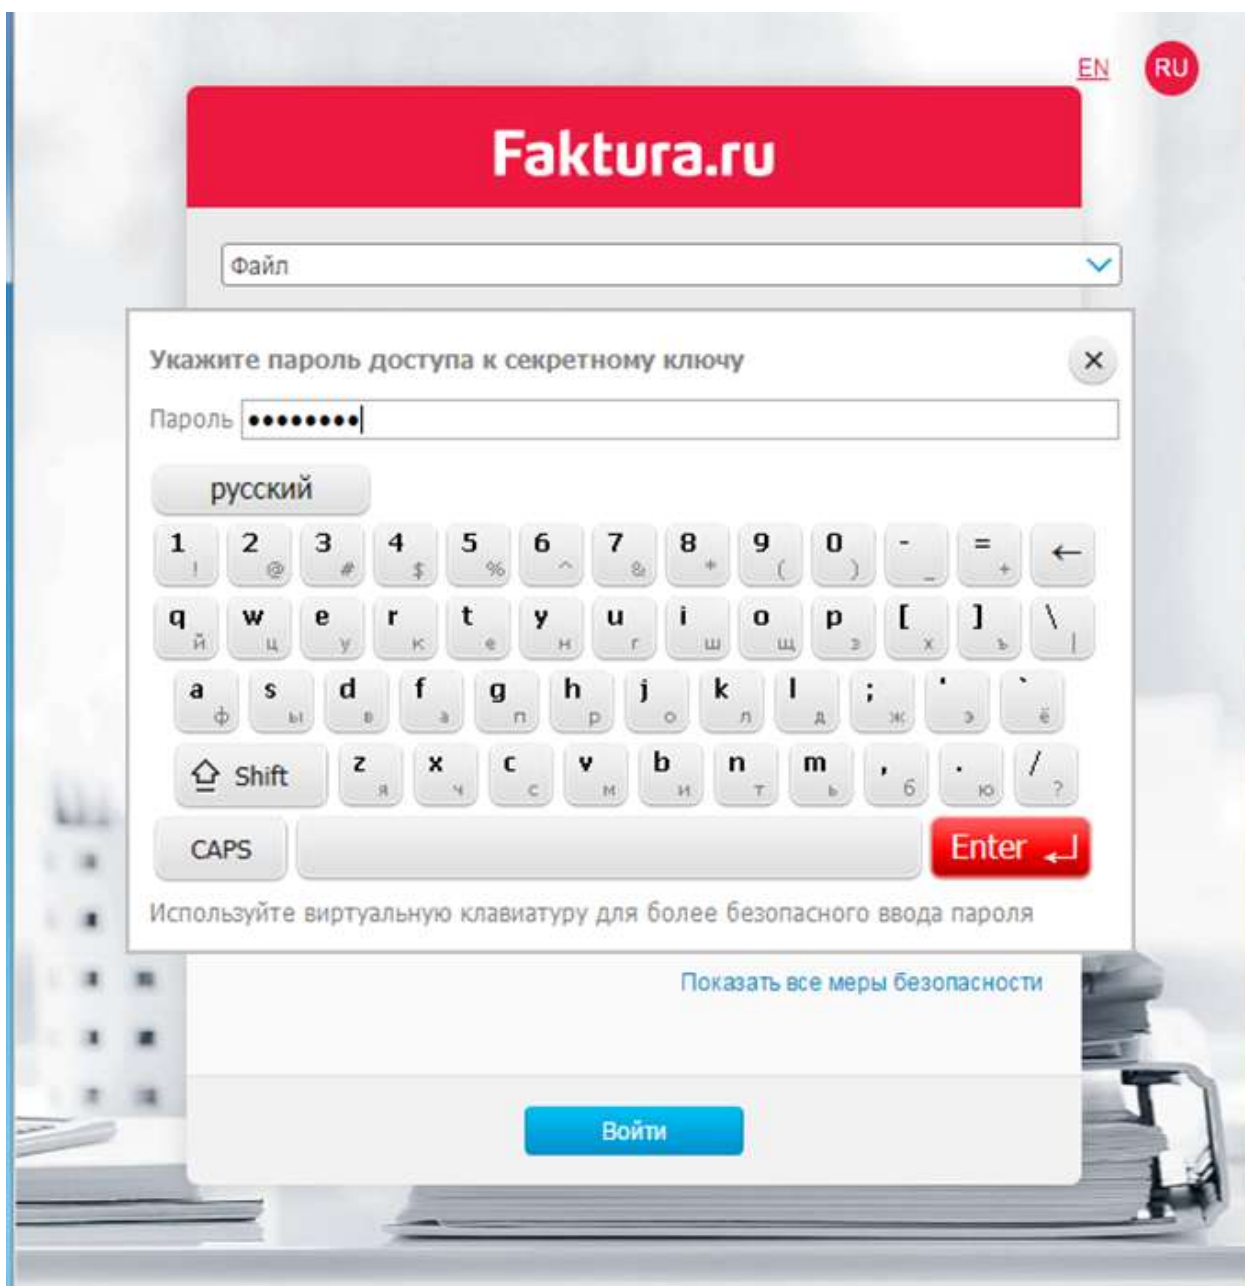 EN RU
Faktura.ru
Файл
Укажите пароль доступа к секретному ключу
Пароль ••••••••
русский
1 ! 2 @ 3 # 4 $ 5 % 6 ^ 7 & 8 * 9 ( 0 ) - _ = + ←
q й w ц e у r к t е y н u г i ш o щ p з [ х ] ъ \ |
a ф s ы d в f а g п h р j о k л l д ; ж ' э ` ё
Shift z я x ч c с v м b и n т m ь , б . ю / ?
CAPS Enter
Используйте виртуальную клавиатуру для более безопасного ввода пароля
Показать все меры безопасности
Войти